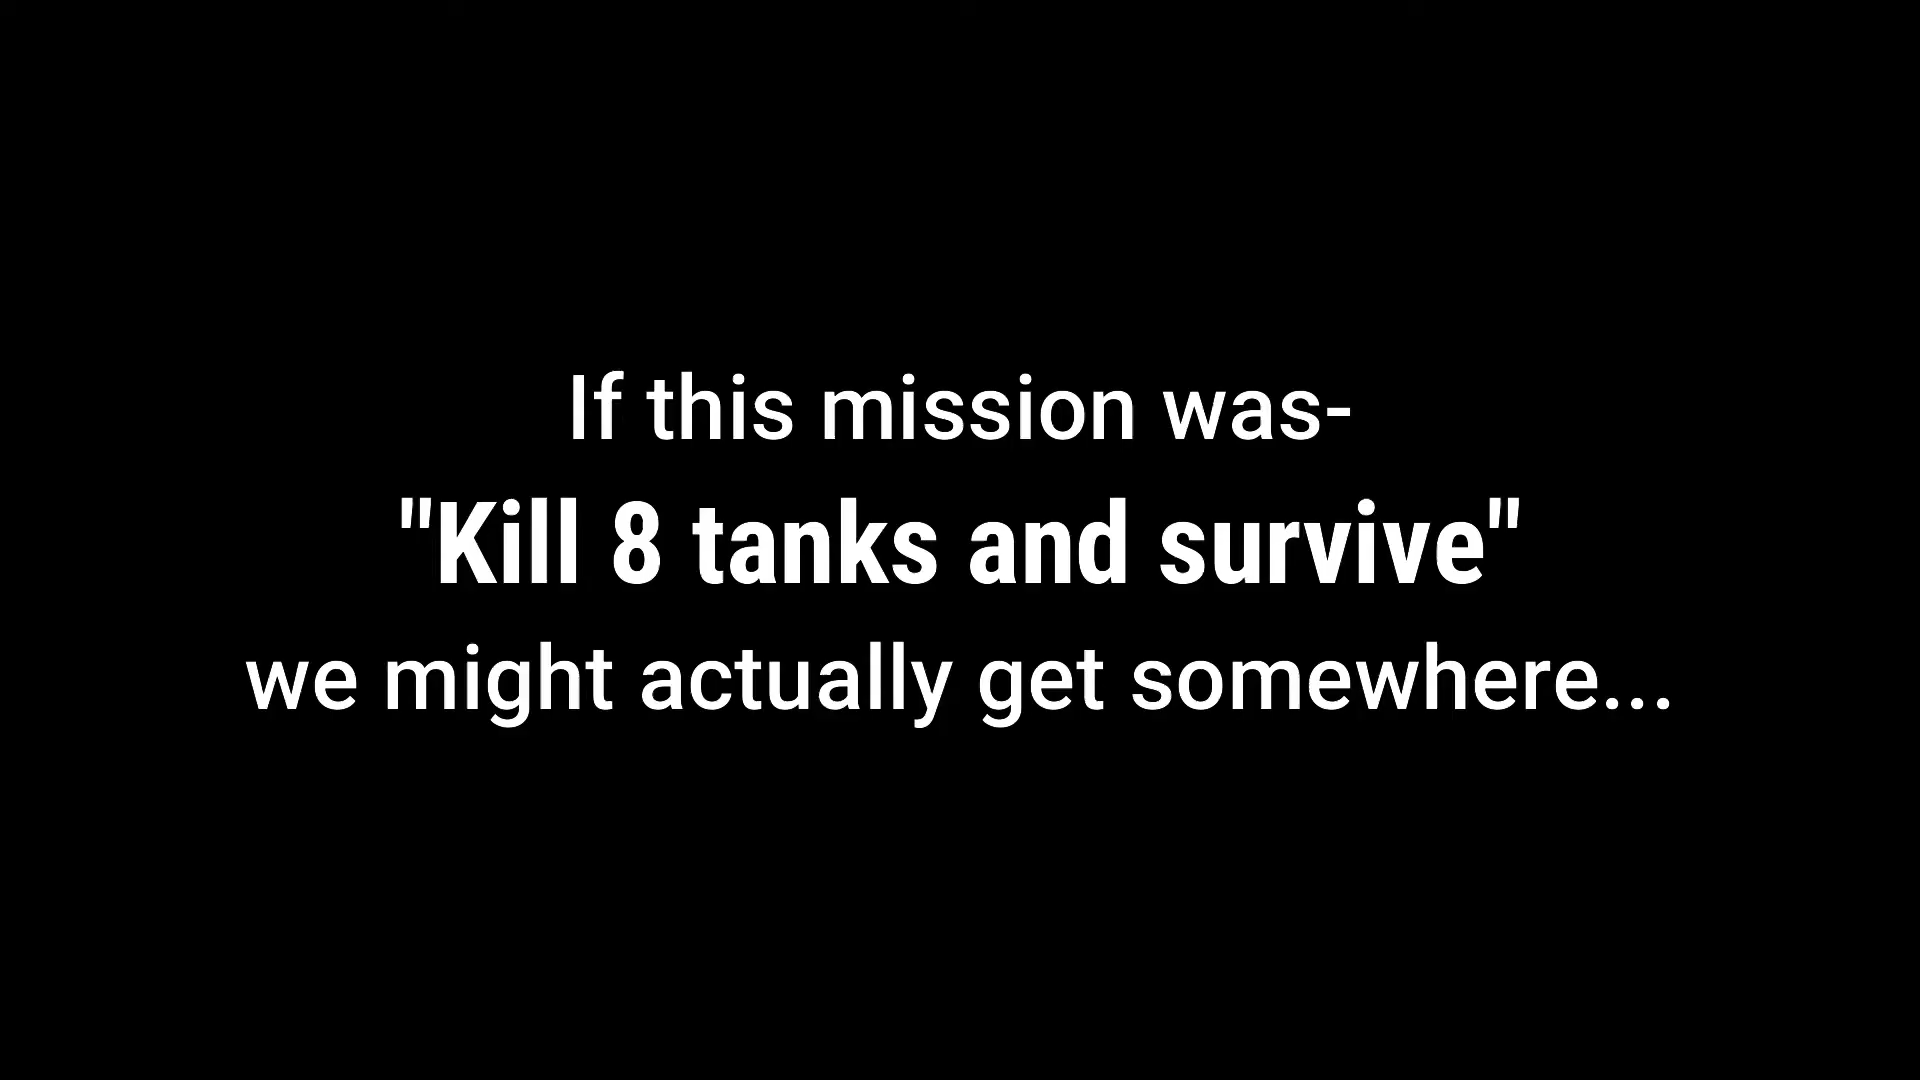 If this mission was-
"Kill 8 tanks and survive"
we might actually get somewhere...